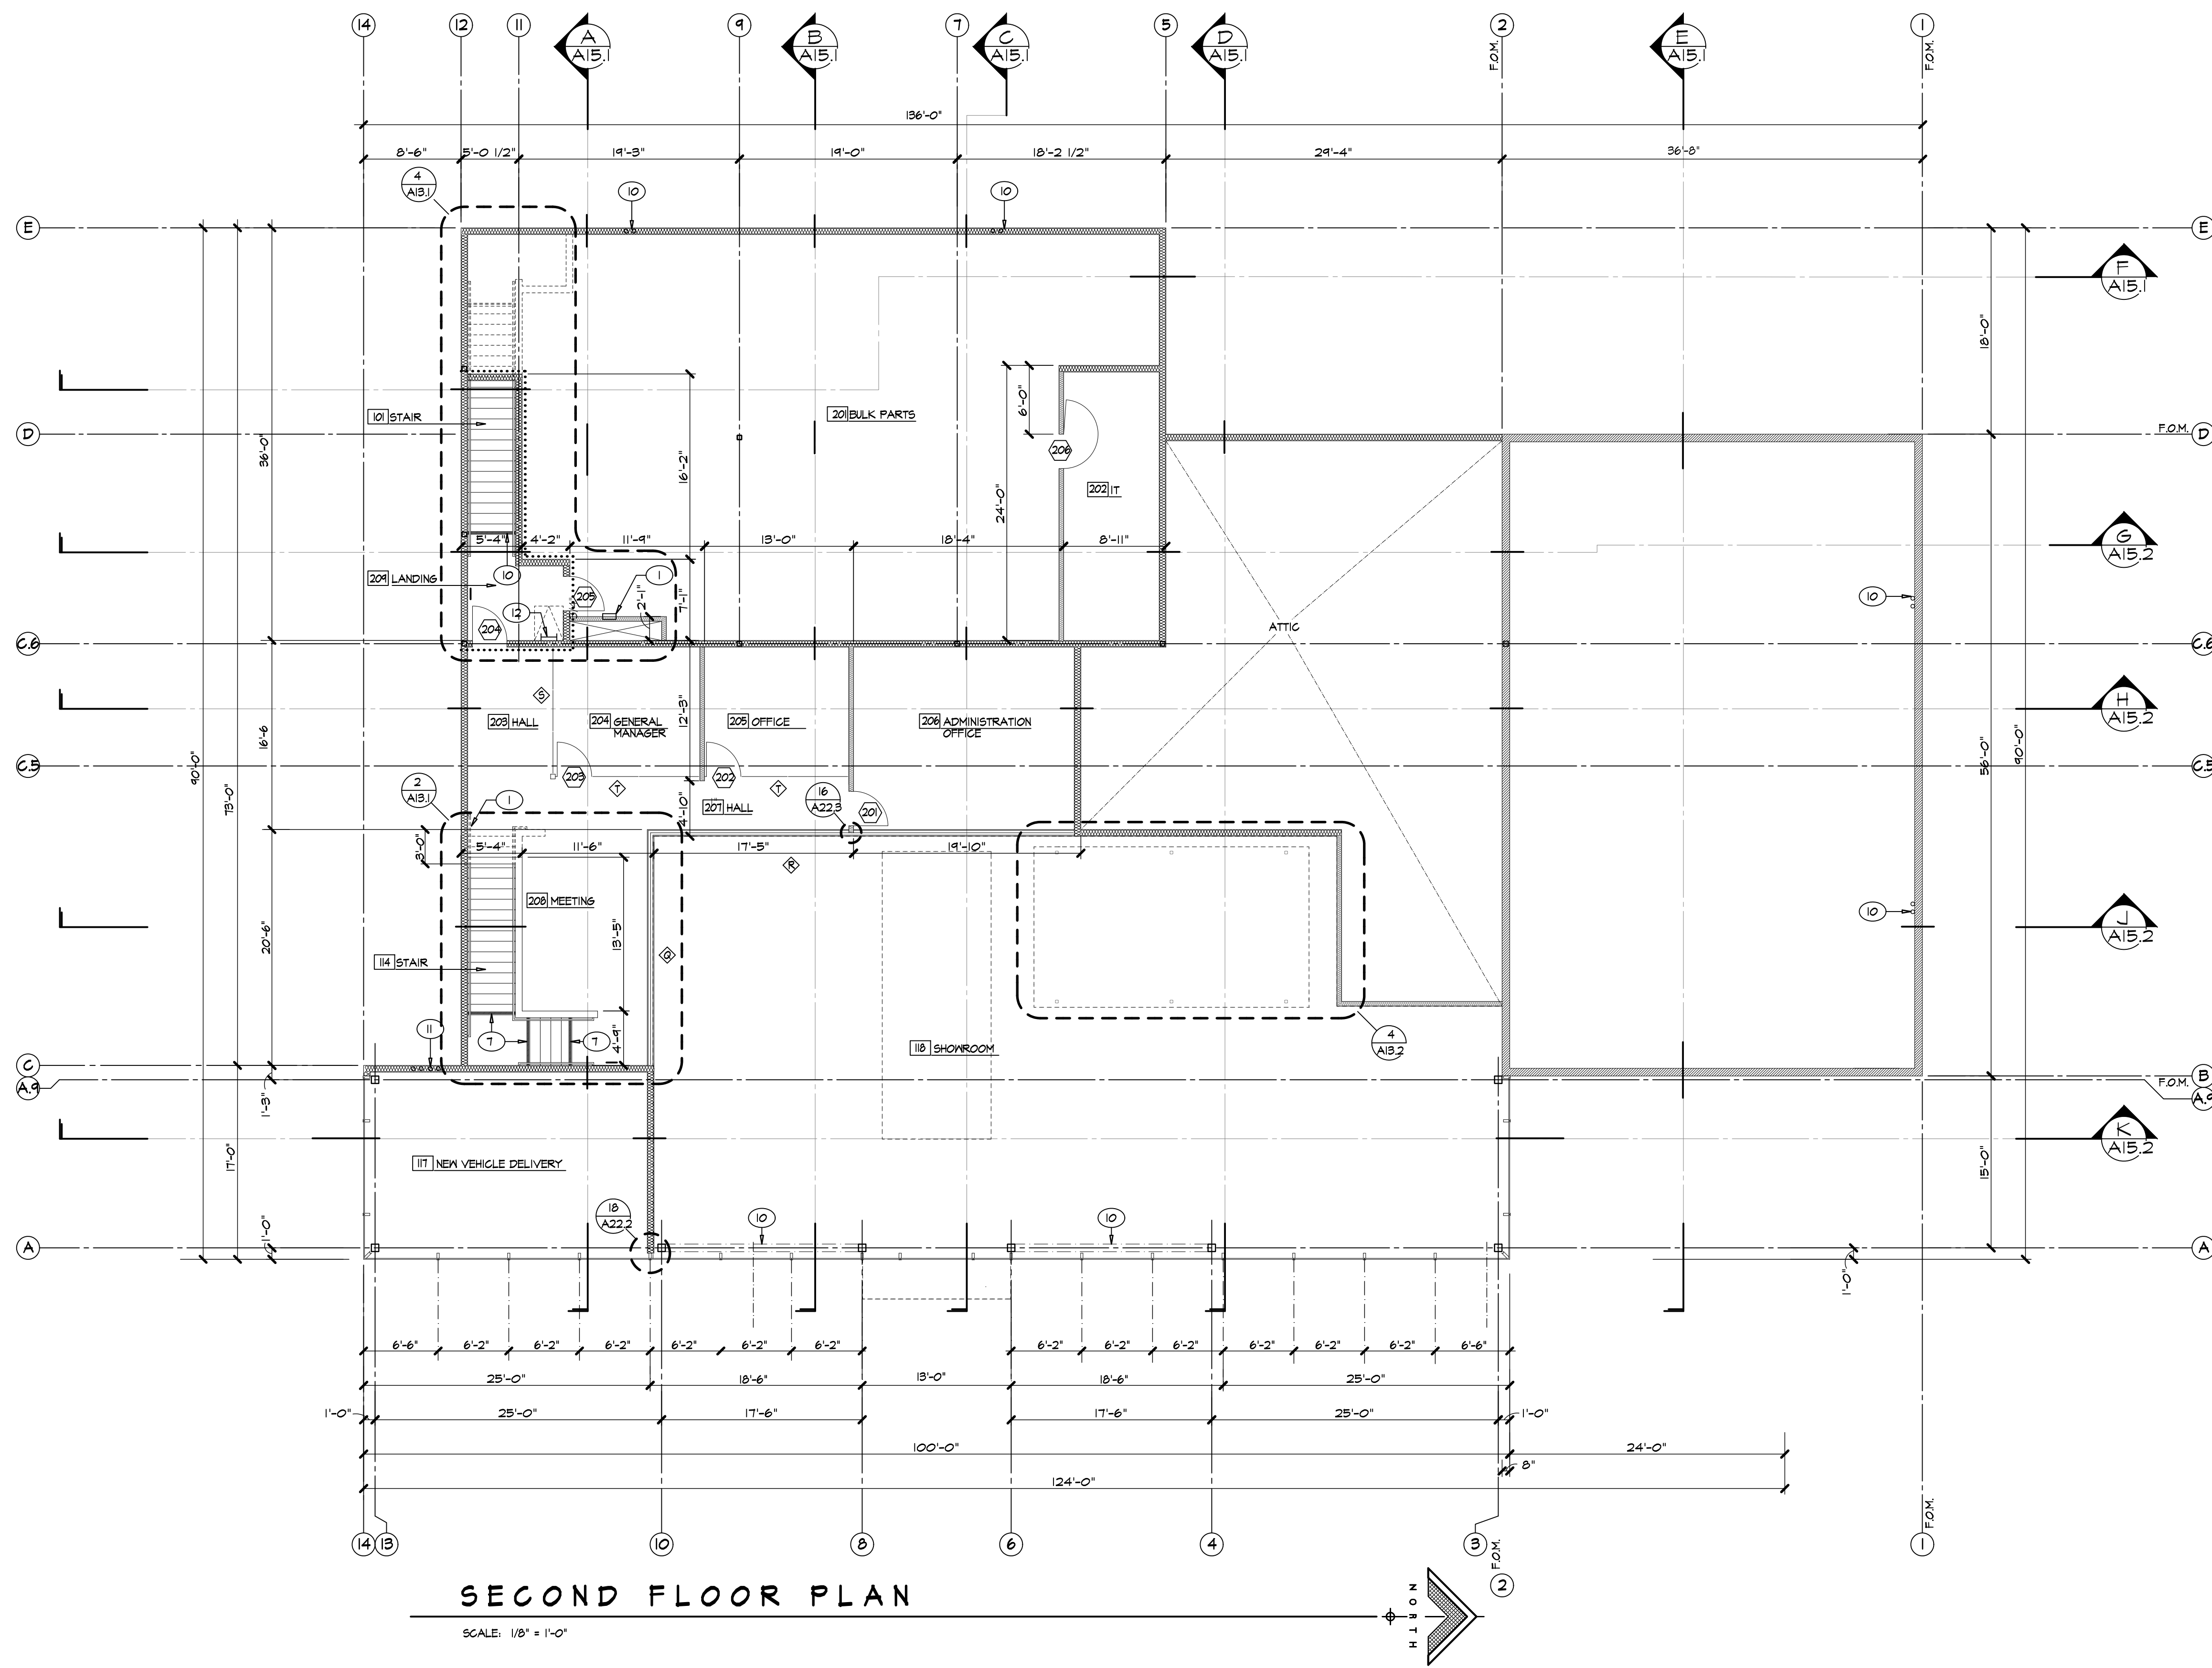 14
12
11
9
7
5
2
1
A
A15.1
B
A15.1
C
A15.1
D
A15.1
E
A15.1
F.O.M.
F.O.M.
136'-0"
8'-6"
5'-0 1/2"
19'-3"
19'-0"
18'-2 1/2"
29'-4"
36'-8"
4
A13.1
10
10
E
E
F
A15.1
18'-0"
101 STAIR
201 BULK PARTS
6'-0"
D
36'-0"
16'-2"
24'-0"
206
202 IT
F.O.M.
D
G
A15.2
5'-4"
4'-2"
11'-9"
13'-0"
18'-4"
8'-11"
209 LANDING
10
1
205
2'-1"
7'-1"
12
204
10
ATTIC
C.6
C.6
S
203 HALL
204 GENERAL
MANAGER
12'-3"
205 OFFICE
206 ADMINISTRATION
OFFICE
H
A15.2
16'-6
90'-0"
73'-0"
56'-0"
90'-0"
C.5
C.5
203
202
T
T
2
A13.1
1
207 HALL
4'-10"
16
A22.3
201
3'-0"
5'-4"
11'-6"
17'-5"
19'-10"
R
208 MEETING
13'-5"
20'-6"
Q
10
J
A15.2
114 STAIR
11
7
7
4'-9"
118 SHOWROOM
4
A13.2
C
A.9
B
F.O.M.
A.9
1'-3"
17'-0"
K
A15.2
15'-0"
117 NEW VEHICLE DELIVERY
18
A22.2
10
10
1'-0"
A
A
1'-0"
6'-6"
6'-2"
6'-2"
6'-2"
6'-2"
6'-2"
6'-2"
6'-2"
6'-2"
6'-2"
6'-2"
6'-2"
6'-2"
6'-6"
25'-0"
18'-6"
13'-0"
18'-6"
25'-0"
1'-0"
25'-0"
17'-6"
17'-6"
25'-0"
1'-0"
100'-0"
24'-0"
8"
124'-0"
F.O.M.
14
13
10
8
6
4
3
F.O.M.
2
1
SECOND FLOOR PLAN
SCALE: 1/8" = 1'-0"
NORTH